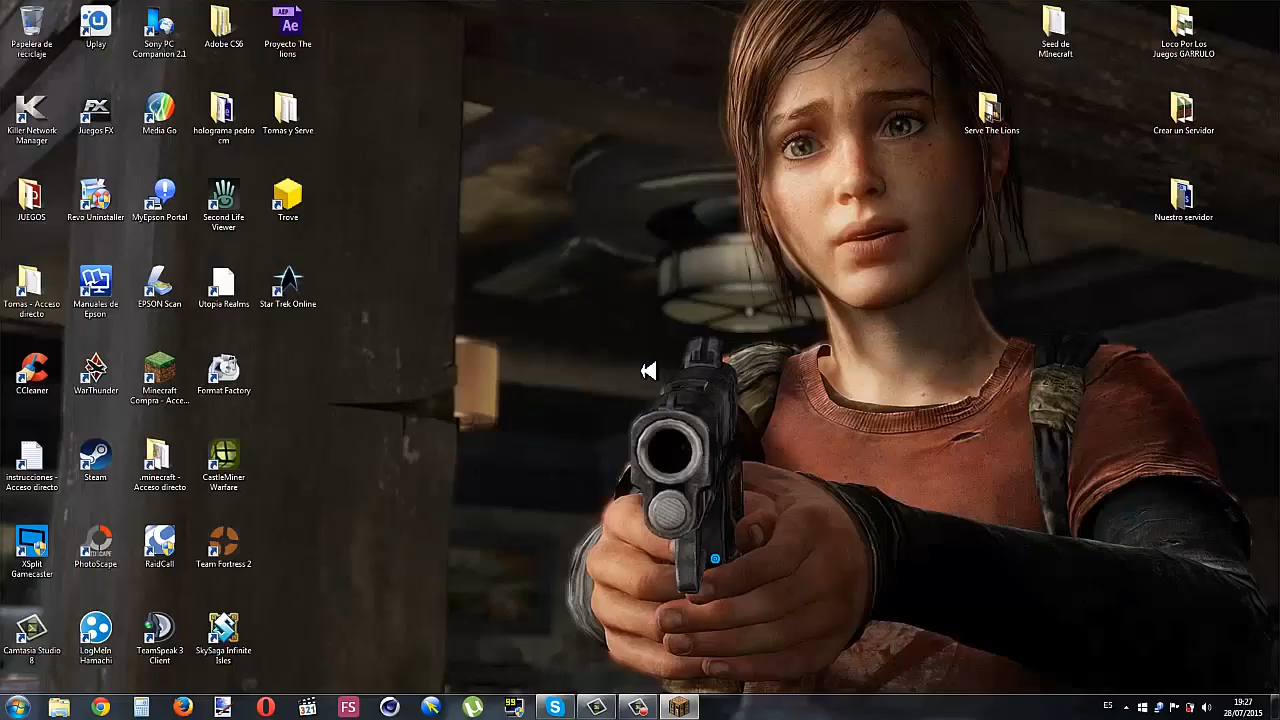 Papelera de
reciclaje
Uplay
Sony PC
Companion 2.1
Adobe CS6
AEP
Ae
Proyecto The
lions
Seed de
MInecraft
Loco Por Los
Juegos GARRULO
Killer Network
Manager
FX
Juegos FX
Media Go
holograma pedro
cm
Tomas y Serve
Serve The Lions
Crear un Servidor
JUEGOS
Revo Uninstaller
MyEpson Portal
Second Life
Viewer
Trove
Nuestro servidor
Tomas - Acceso
directo
Manuales de
Epson
EPSON Scan
Utopia Realms
Star Trek Online
CCleaner
WarThunder
Minecraft
Compra - Acce...
Format Factory
instrucciones -
Acceso directo
Steam
.minecraft -
Acceso directo
CastleMiner
Warfare
XSplit
Gamecaster
PhotoScape
RaidCall
Team Fortress 2
Camtasia Studio
8
LogMeIn
Hamachi
TeamSpeak 3
Client
SkySaga Infinite
Isles
FS
99
ES
19:27
28/07/2015